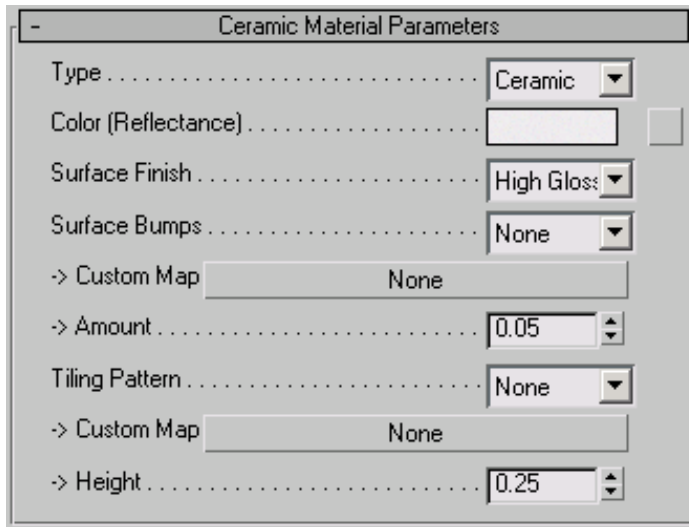 - Ceramic Material Parameters
Type . . . . . . . . . . . . . . . . . . . . . . . . . . . . . . . Ceramic
Color (Reflectance) . . . . . . . . . . . . . . . . . . . .
Surface Finish . . . . . . . . . . . . . . . . . . . . . . . . High Glos
Surface Bumps . . . . . . . . . . . . . . . . . . . . . . . None
-> Custom Map None
-> Amount . . . . . . . . . . . . . . . . . . . . . . . . . . . 0.05
Tiling Pattern . . . . . . . . . . . . . . . . . . . . . . . . . None
-> Custom Map None
-> Height . . . . . . . . . . . . . . . . . . . . . . . . . . . . 0.25